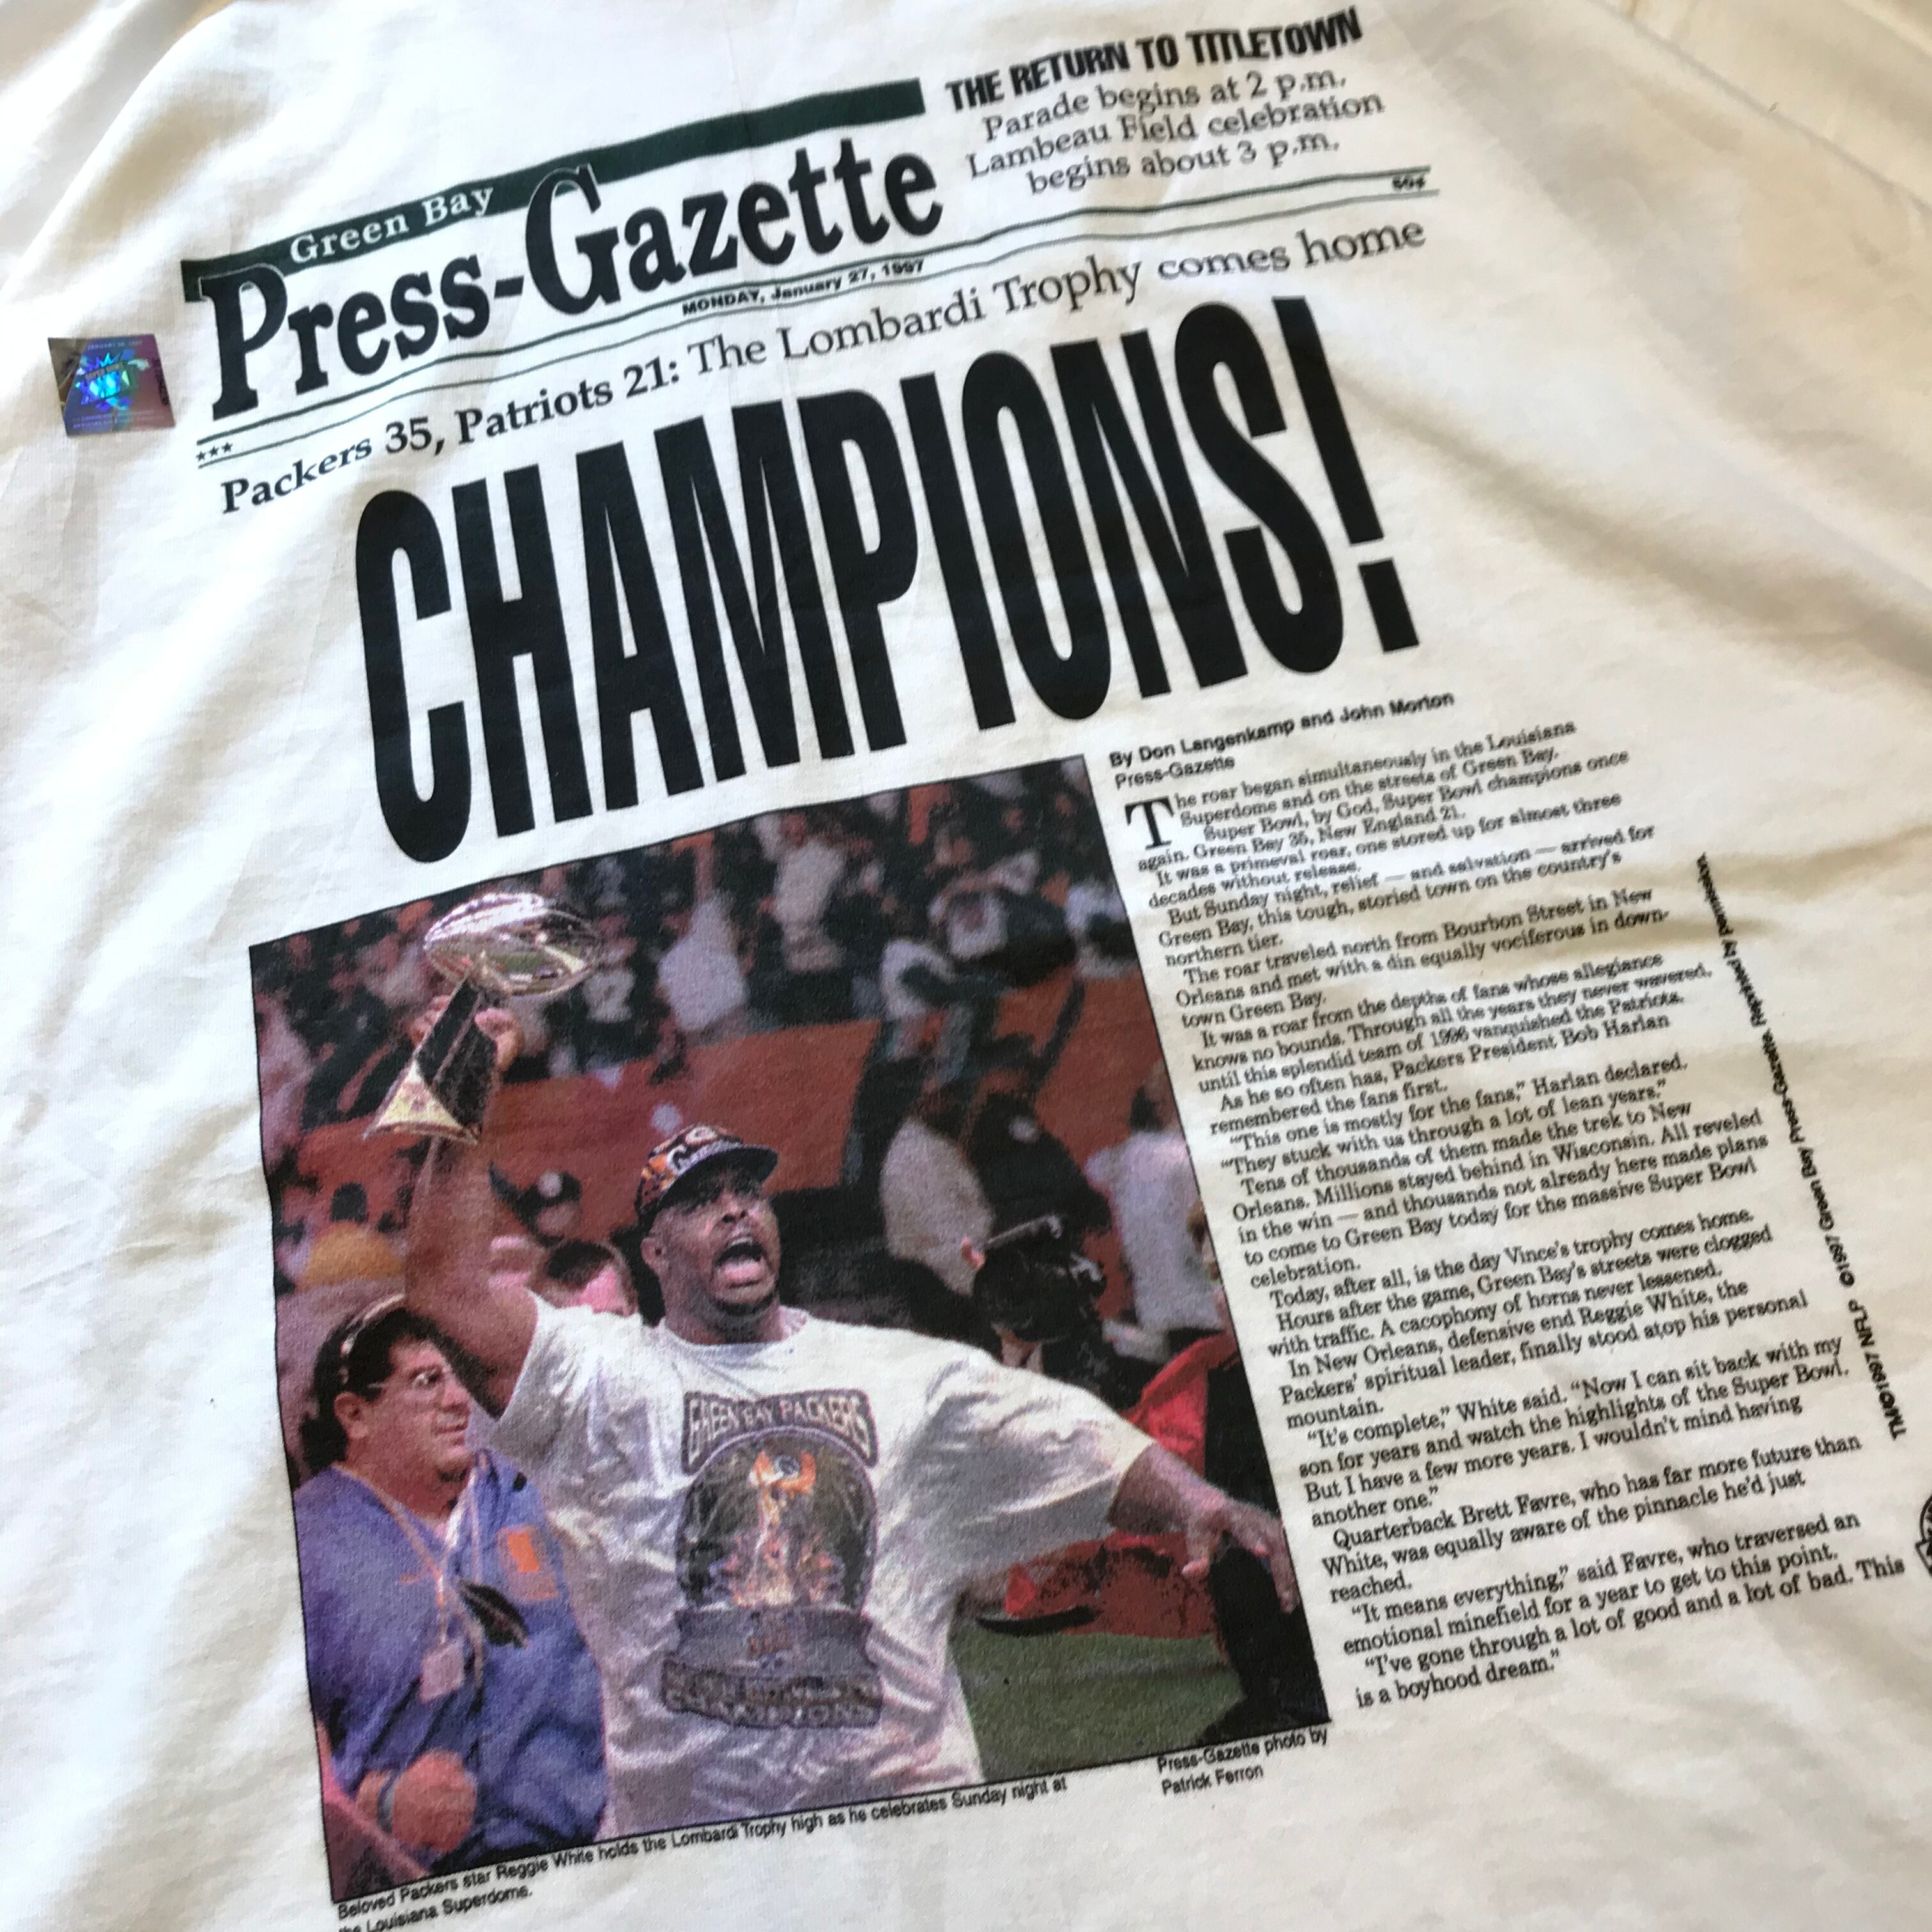 THE RETURN TO TITLETOWN
Parade begins at 2 p.m.
Lambeau Field celebration
begins about 3 p.m.
Green Bay
Press-Gazette
MONDAY, January 27, 1997
50¢
***
Packers 35, Patriots 21: The Lombardi Trophy comes home
CHAMPIONS!
By Don Langenkamp and John Morton
Press-Gazette
The roar began simultaneously in the Louisiana
Superdome and on the streets of Green Bay.
Super Bowl, by God, Super Bowl champions once
again. Green Bay 35, New England 21.
It was a primeval roar, one stored up for almost three
decades without release.
But Sunday night, relief — and salvation — arrived for
Green Bay, this tough, storied town on the country's
northern tier.
The roar traveled north from Bourbon Street in New
Orleans and met with a din equally vociferous in down-
town Green Bay.
It was a roar from the depths of fans whose allegiance
knows no bounds. Through all the years they never wavered,
until this splendid team of 1996 vanquished the Patriots.
As he so often has, Packers President Bob Harlan
remembered the fans first.
“This one is mostly for the fans,” Harlan declared.
“They stuck with us through a lot of lean years.”
Tens of thousands of them made the trek to New
Orleans. Millions stayed behind in Wisconsin. All reveled
in the win — and thousands not already here made plans
to come to Green Bay today for the massive Super Bowl
celebration.
Today, after all, is the day Vince's trophy comes home.
Hours after the game, Green Bay's streets were clogged
with traffic. A cacophony of horns never lessened.
In New Orleans, defensive end Reggie White, the
Packers' spiritual leader, finally stood atop his personal
mountain.
“It's complete,” White said. “Now I can sit back with my
son for years and watch the highlights of the Super Bowl.
But I have a few more years. I wouldn't mind having
another one.”
Quarterback Brett Favre, who has far more future than
White, was equally aware of the pinnacle he'd just
reached.
“It means everything,” said Favre, who traversed an
emotional minefield for a year to get to this point.
“I've gone through a lot of good and a lot of bad. This
is a boyhood dream.”
TM/©1997 NFLP ©1997 Green Bay Press-Gazette. Reprinted by permission.
GREEN BAY PACKERS
CHAMPIONS
Press-Gazette photo by
Patrick Ferron
Beloved Packers star Reggie White holds the Lombardi Trophy high as he celebrates Sunday night at
the Louisiana Superdome.